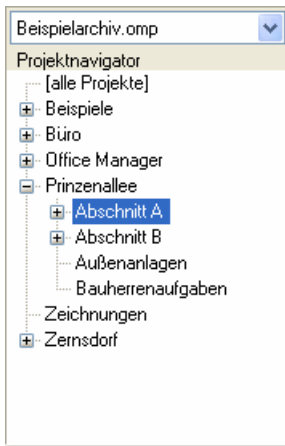 Beispielarchiv.omp
Projektnavigator
[alle Projekte]
Beispiele
Büro
Office Manager
Prinzenallee
Abschnitt A
Abschnitt B
Außenanlagen
Bauherrenaufgaben
Zeichnungen
Zernsdorf